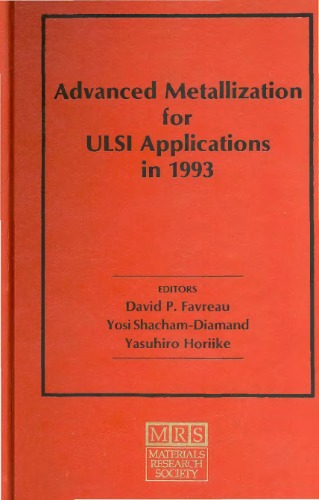 Advanced Metallization
for
ULSI Applications
in 1993
EDITORS
David P. Favreau
Yosi Shacham-Diamand
Yasuhiro Horiike
MRS
MATERIALS
RESEARCH
SOCIETY